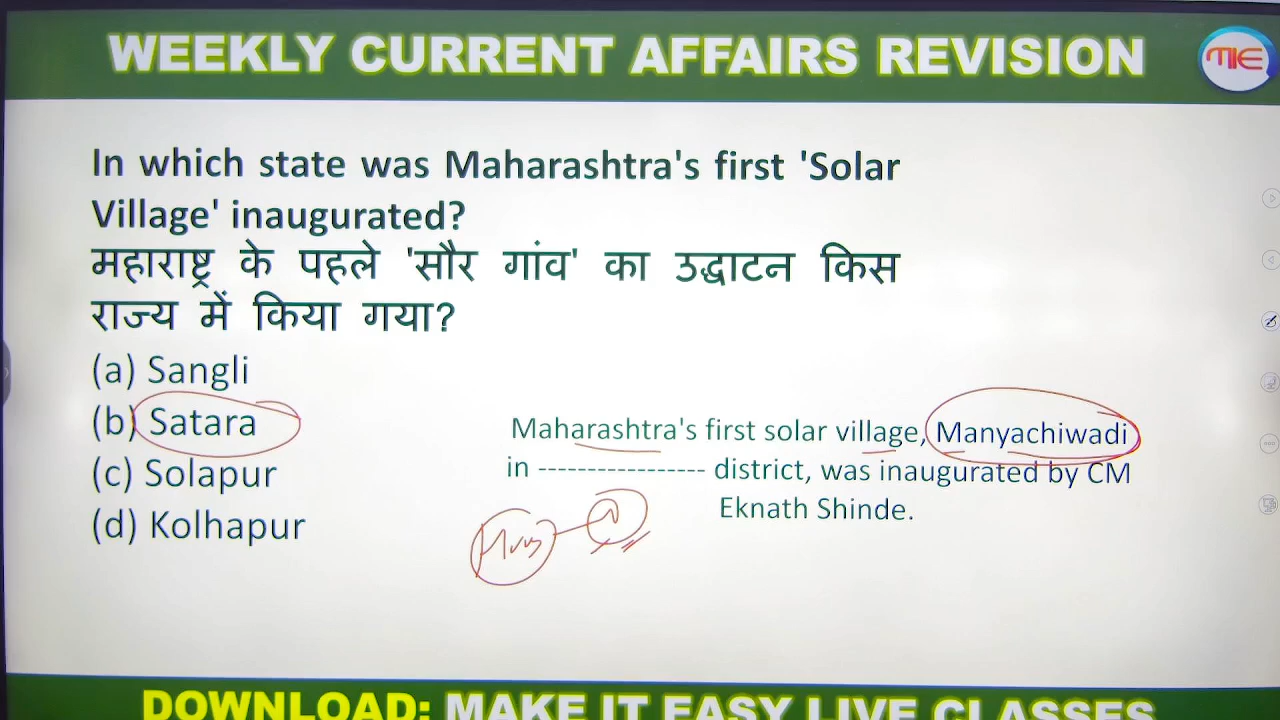 WEEKLY CURRENT AFFAIRS REVISION
MIE
In which state was Maharashtra's first 'Solar
Village' inaugurated?
महाराष्ट्र के पहले 'सौर गांव' का उद्घाटन किस
राज्य में किया गया?
(a) Sangli
(b) Satara
(c) Solapur
(d) Kolhapur
Maharashtra's first solar village, Manyachiwadi
in ----------------- district, was inaugurated by CM
Eknath Shinde.
DOWNLOAD: MAKE IT EASY LIVE CLASSES